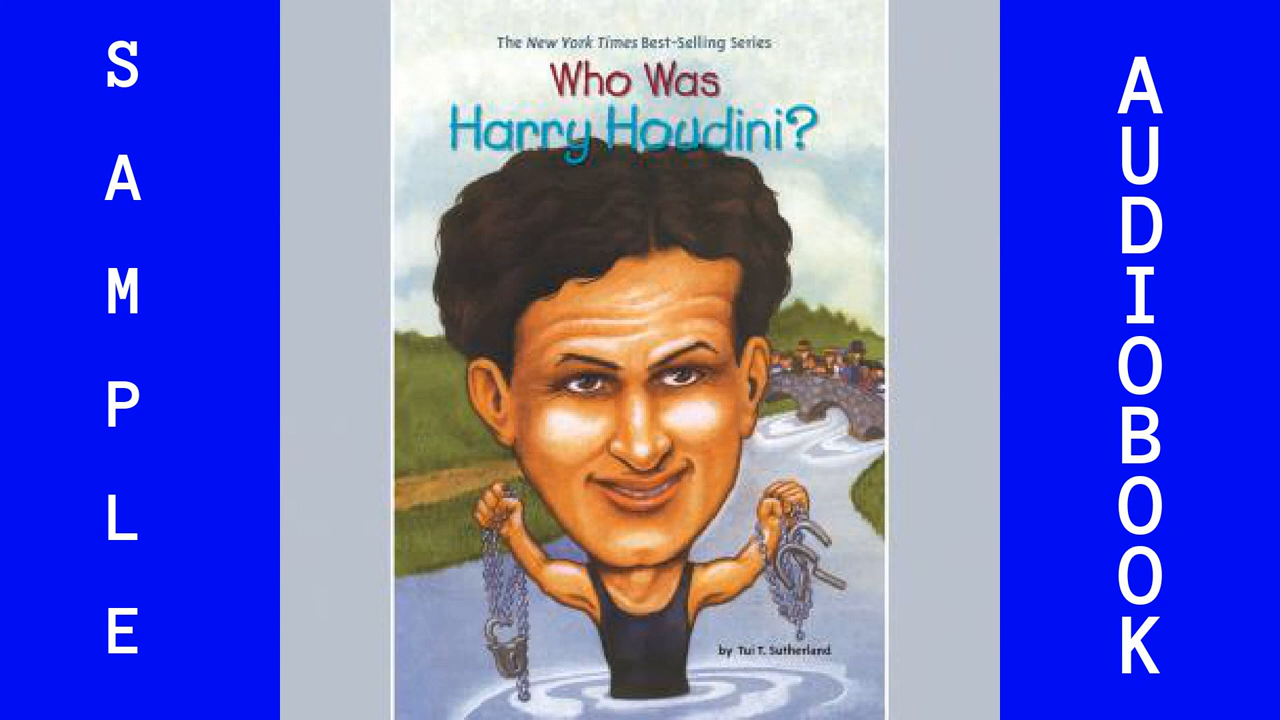 SAMPLE
The New York Times Best-Selling Series
Who Was
Harry Houdini?
by Tui T. Sutherland
AUDIOBOOK